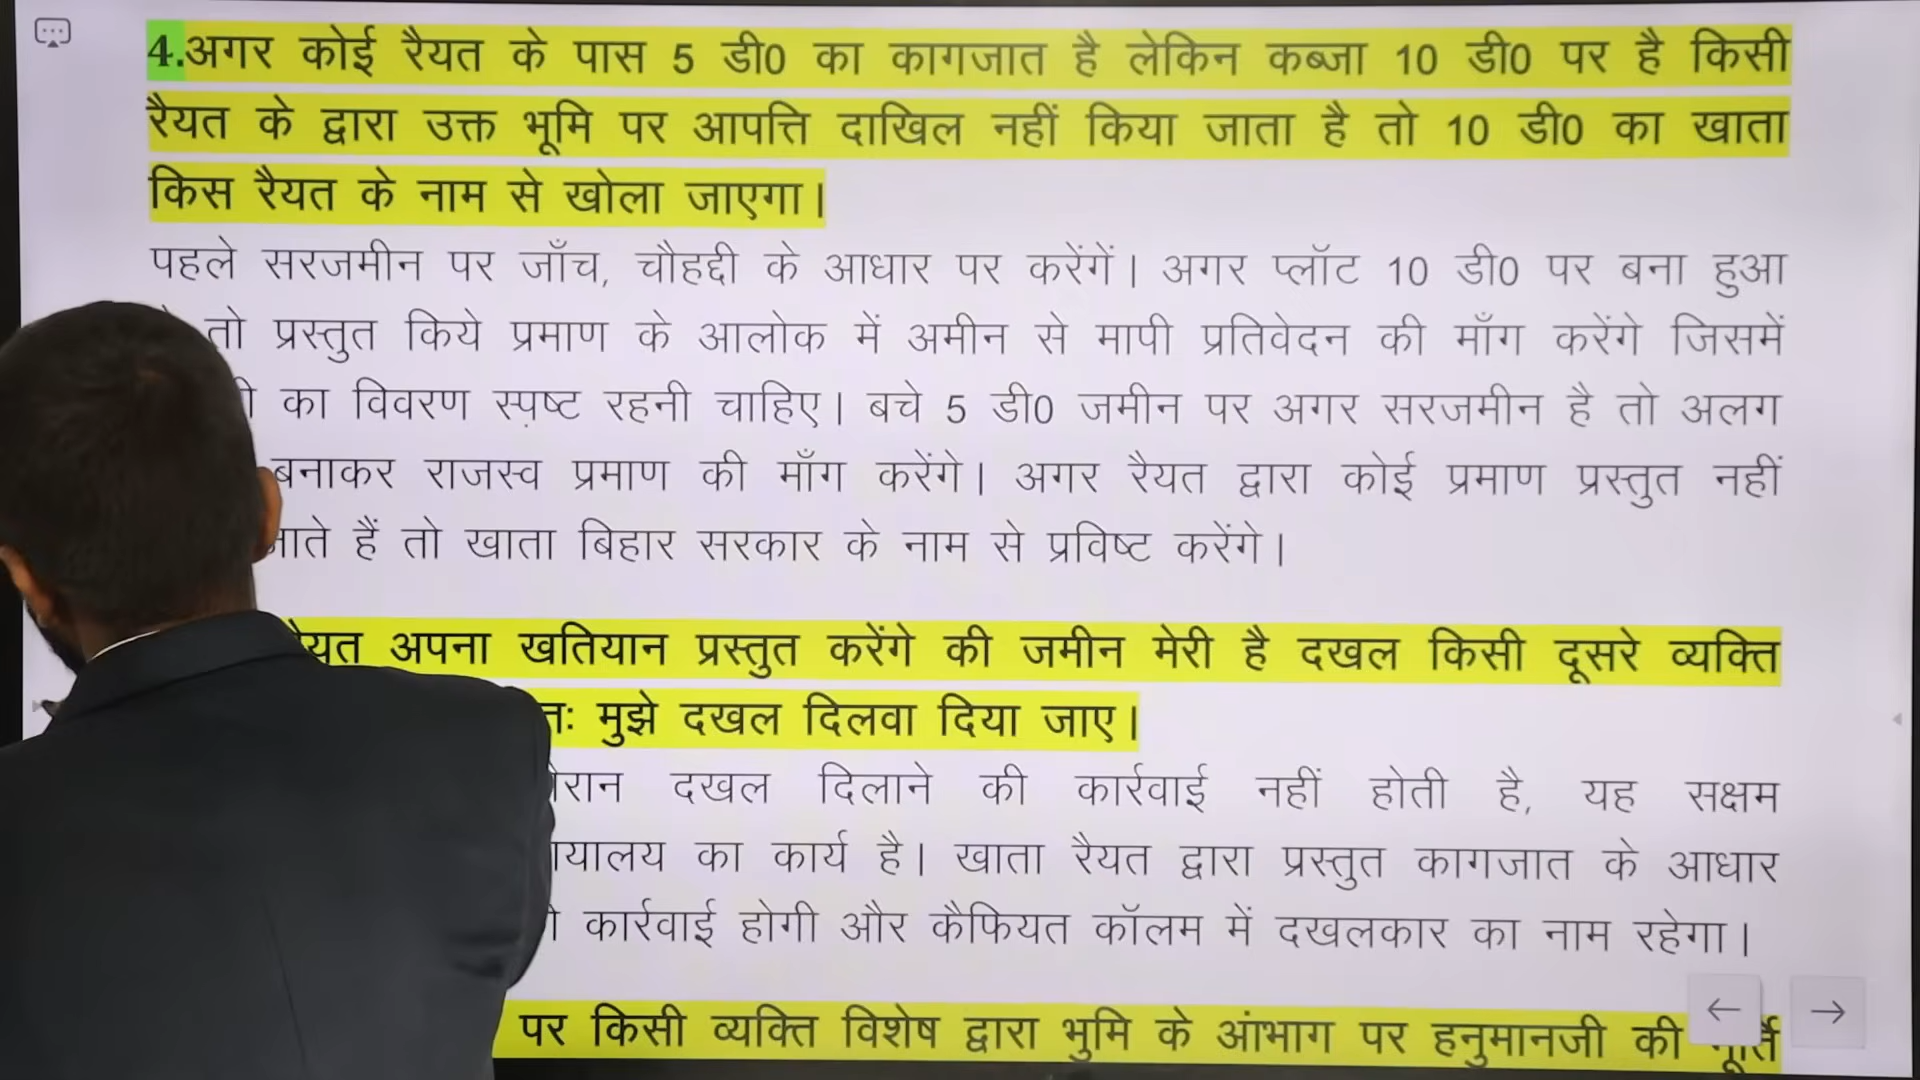 4.अगर कोई रैयत के पास 5 डी0 का कागजात है लेकिन कब्जा 10 डी0 पर है किसी
रैयत के द्वारा उक्त भूमि पर आपत्ति दाखिल नहीं किया जाता है तो 10 डी0 का खाता
किस रैयत के नाम से खोला जाएगा।
पहले सरजमीन पर जाँच, चौहद्दी के आधार पर करेंगें। अगर प्लॉट 10 डी0 पर बना हुआ
तो प्रस्तुत किये प्रमाण के आलोक में अमीन से मापी प्रतिवेदन की माँग करेंगे जिसमें
का विवरण स्पष्ट रहनी चाहिए। बचे 5 डी0 जमीन पर अगर सरजमीन है तो अलग
बनाकर राजस्व प्रमाण की माँग करेंगे। अगर रैयत द्वारा कोई प्रमाण प्रस्तुत नहीं
हैं तो खाता बिहार सरकार के नाम से प्रविष्ट करेंगे।
अपना खतियान प्रस्तुत करेंगे की जमीन मेरी है दखल किसी दूसरे व्यक्ति
मुझे दखल दिलवा दिया जाए।
दखल दिलाने की कार्रवाई नहीं होती है, यह सक्षम
का कार्य है। खाता रैयत द्वारा प्रस्तुत कागजात के आधार
कार्रवाई होगी और कैफियत कॉलम में दखलकार का नाम रहेगा।
पर किसी व्यक्ति विशेष द्वारा भुमि के अंभाग पर हनुमानजी की